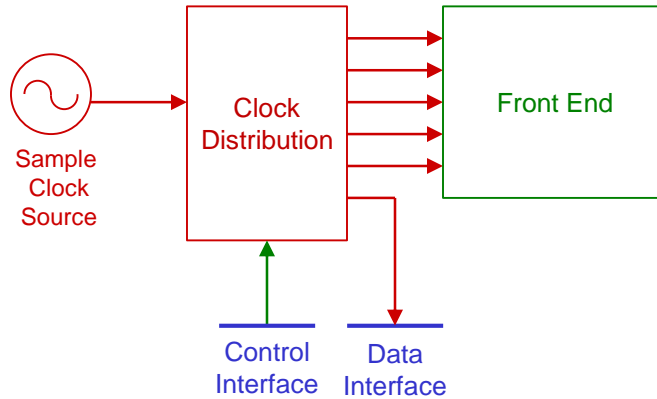 Clock
Distribution
Front End
Sample
Clock
Source
Control
Interface
Data
Interface